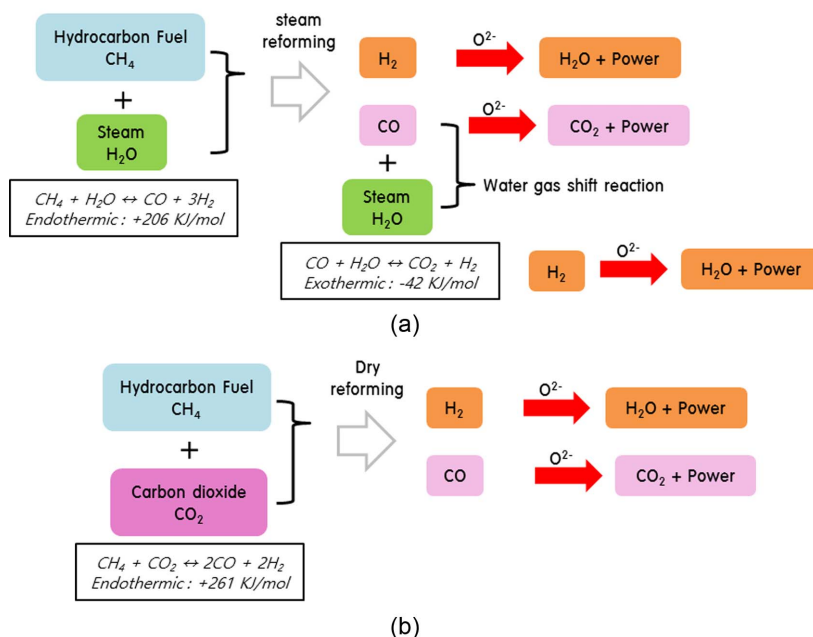 Hydrocarbon Fuel
CH₄
+
Steam
H₂O
CH₄ + H₂O ↔ CO + 3H₂
Endothermic : +206 KJ/mol
steam
reforming
H₂
O²⁻
H₂O + Power
CO
O²⁻
CO₂ + Power
+
Steam
H₂O
Water gas shift reaction
CO + H₂O ↔ CO₂ + H₂
Exothermic : -42 KJ/mol
H₂
O²⁻
H₂O + Power
(a)
Hydrocarbon Fuel
CH₄
+
Carbon dioxide
CO₂
CH₄ + CO₂ ↔ 2CO + 2H₂
Endothermic : +261 KJ/mol
Dry
reforming
H₂
O²⁻
H₂O + Power
CO
O²⁻
CO₂ + Power
(b)